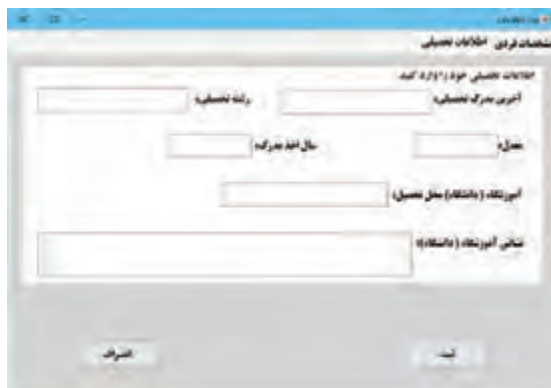 مشخصات فردی اطلاعات تحصیلی
اطلاعات تحصیلی خود را وارد کنید
آخرین مدرک تحصیلی: رشته تحصیلی:
معدل: سال اخذ مدرک:
آموزشگاه (دانشگاه) محل تحصیل:
نشانی آموزشگاه (دانشگاه):
ثبت انصراف